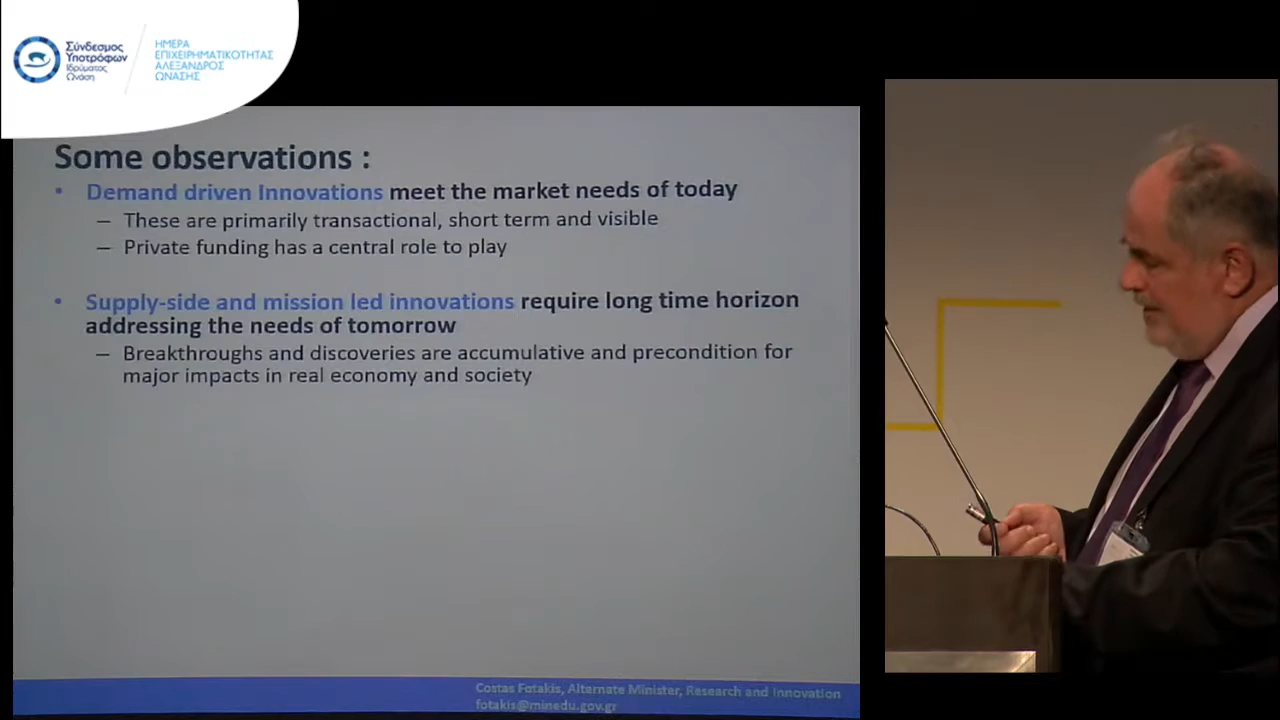 Σύνδεσμος
Υποτρόφων
Ιδρύματος
Ωνάση
ΗΜΕΡΑ
ΕΠΙΧΕΙΡΗΜΑΤΙΚΟΤΗΤΑΣ
ΑΛΕΞΑΝΔΡΟΣ
ΩΝΑΣΗΣ
Some observations :
• Demand driven Innovations meet the market needs of today
– These are primarily transactional, short term and visible
– Private funding has a central role to play
• Supply-side and mission led innovations require long time horizon
addressing the needs of tomorrow
– Breakthroughs and discoveries are accumulative and precondition for
major impacts in real economy and society
Costas Fotakis, Alternate Minister, Research and Innovation
fotakis@minedu.gov.gr